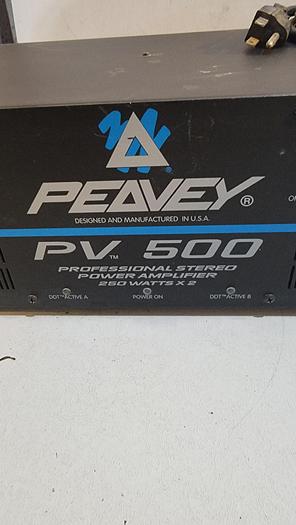 PEAVEY®
DESIGNED AND MANUFACTURED IN U.S.A.
PV™ 500
PROFESSIONAL STEREO
POWER AMPLIFIER
250 WATTS X 2
DDT™ ACTIVE A POWER ON DDT™ ACTIVE B